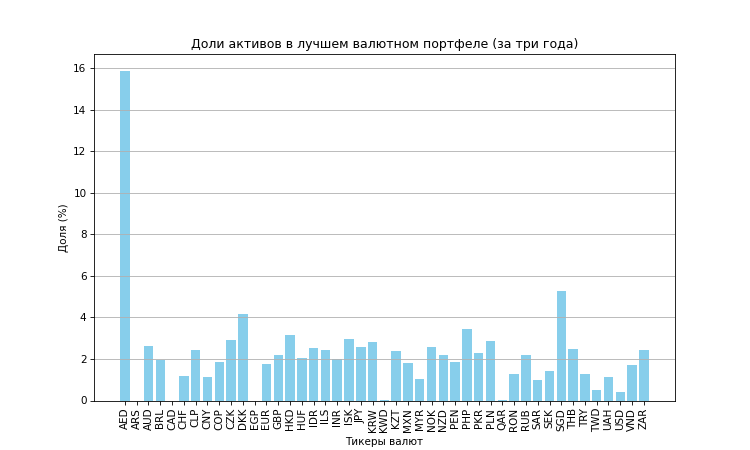 Доли активов в лучшем валютном портфеле (за три года)
Доля (%)
16
14
12
10
8
6
4
2
0
AED ARS AUD BRL CAD CHF CLP CNY COP CZK DKK EGP EUR GBP HKD HUF IDR ILS INR ISK JPY KRW KWD KZT MXN MYR NOK NZD PEN PHP PKR PLN QAR RON RUB SAR SEK SGD THB TRY TWD UAH USD VND ZAR
Тикеры валют